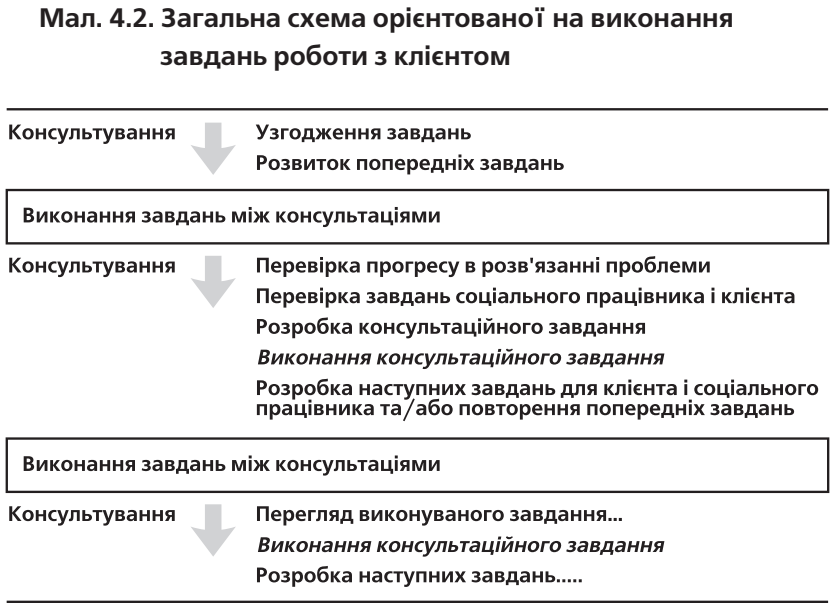 Мал. 4.2. Загальна схема орієнтованої на виконання
завдань роботи з клієнтом
Консультування Узгодження завдань
Розвиток попередніх завдань
Виконання завдань між консультаціями
Консультування Перевірка прогресу в розв'язанні проблеми
Перевірка завдань соціального працівника і клієнта
Розробка консультаційного завдання
Виконання консультаційного завдання
Розробка наступних завдань для клієнта і соціального
працівника та/або повторення попередніх завдань
Виконання завдань між консультаціями
Консультування Перегляд виконуваного завдання...
Виконання консультаційного завдання
Розробка наступних завдань.....